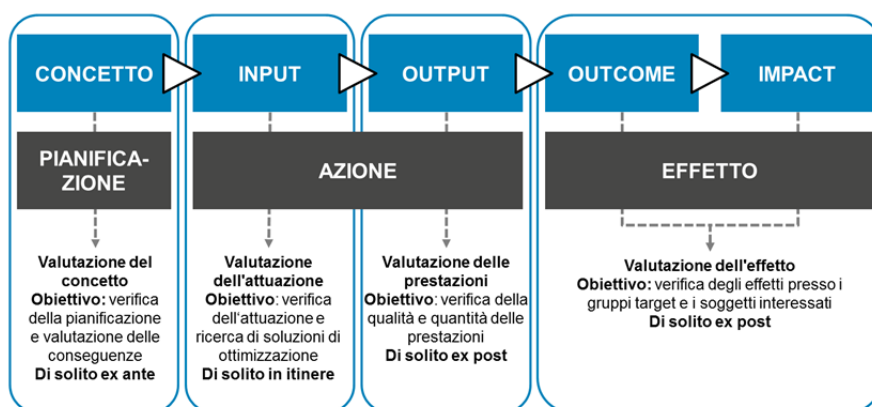 CONCETTO
INPUT
OUTPUT
OUTCOME
IMPACT
PIANIFICA-
ZIONE
AZIONE
EFFETTO
Valutazione del
concetto
Obiettivo: verifica
della pianificazione
e valutazione delle
conseguenze
Di solito ex ante
Valutazione
dell'attuazione
Obiettivo: verifica
dell'attuazione e
ricerca di soluzioni di
ottimizzazione
Di solito in itinere
Valutazione delle
prestazioni
Obiettivo: verifica della
qualità e quantità delle
prestazioni
Di solito ex post
Valutazione dell'effetto
Obiettivo: verifica degli effetti presso i
gruppi target e i soggetti interessati
Di solito ex post